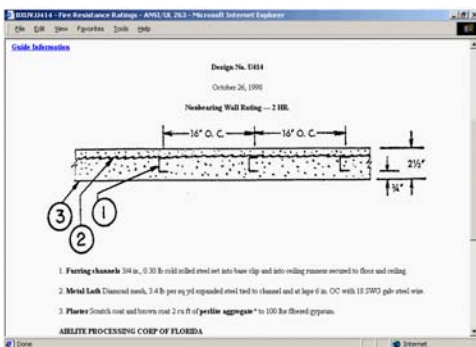 BXUV.U414 - Fire Resistance Ratings - ANSI/UL 263 - Microsoft Internet Explorer
File Edit View Favorites Tools Help
Guide Information
Design No. U414
October 26, 1998
Nonbearing Wall Rating — 2 HR.
16" O. C. 16" O. C.
2½"
¾"
3 2 1
1. Furring channels 3/4 in., 0.30 lb cold rolled steel set into base clip and into ceiling runners secured to floor and ceiling.
2. Metal Lath Diamond mesh, 3.4 lb per sq yd expanded steel tied to channel and at laps 6 in. OC with 18 SWG galv steel wire.
3. Plaster Scratch coat and brown coat 2 cu ft of perlite aggregate* to 100 lbs fibered gypsum.
AIRLITE PROCESSING CORP OF FLORIDA
Done Internet